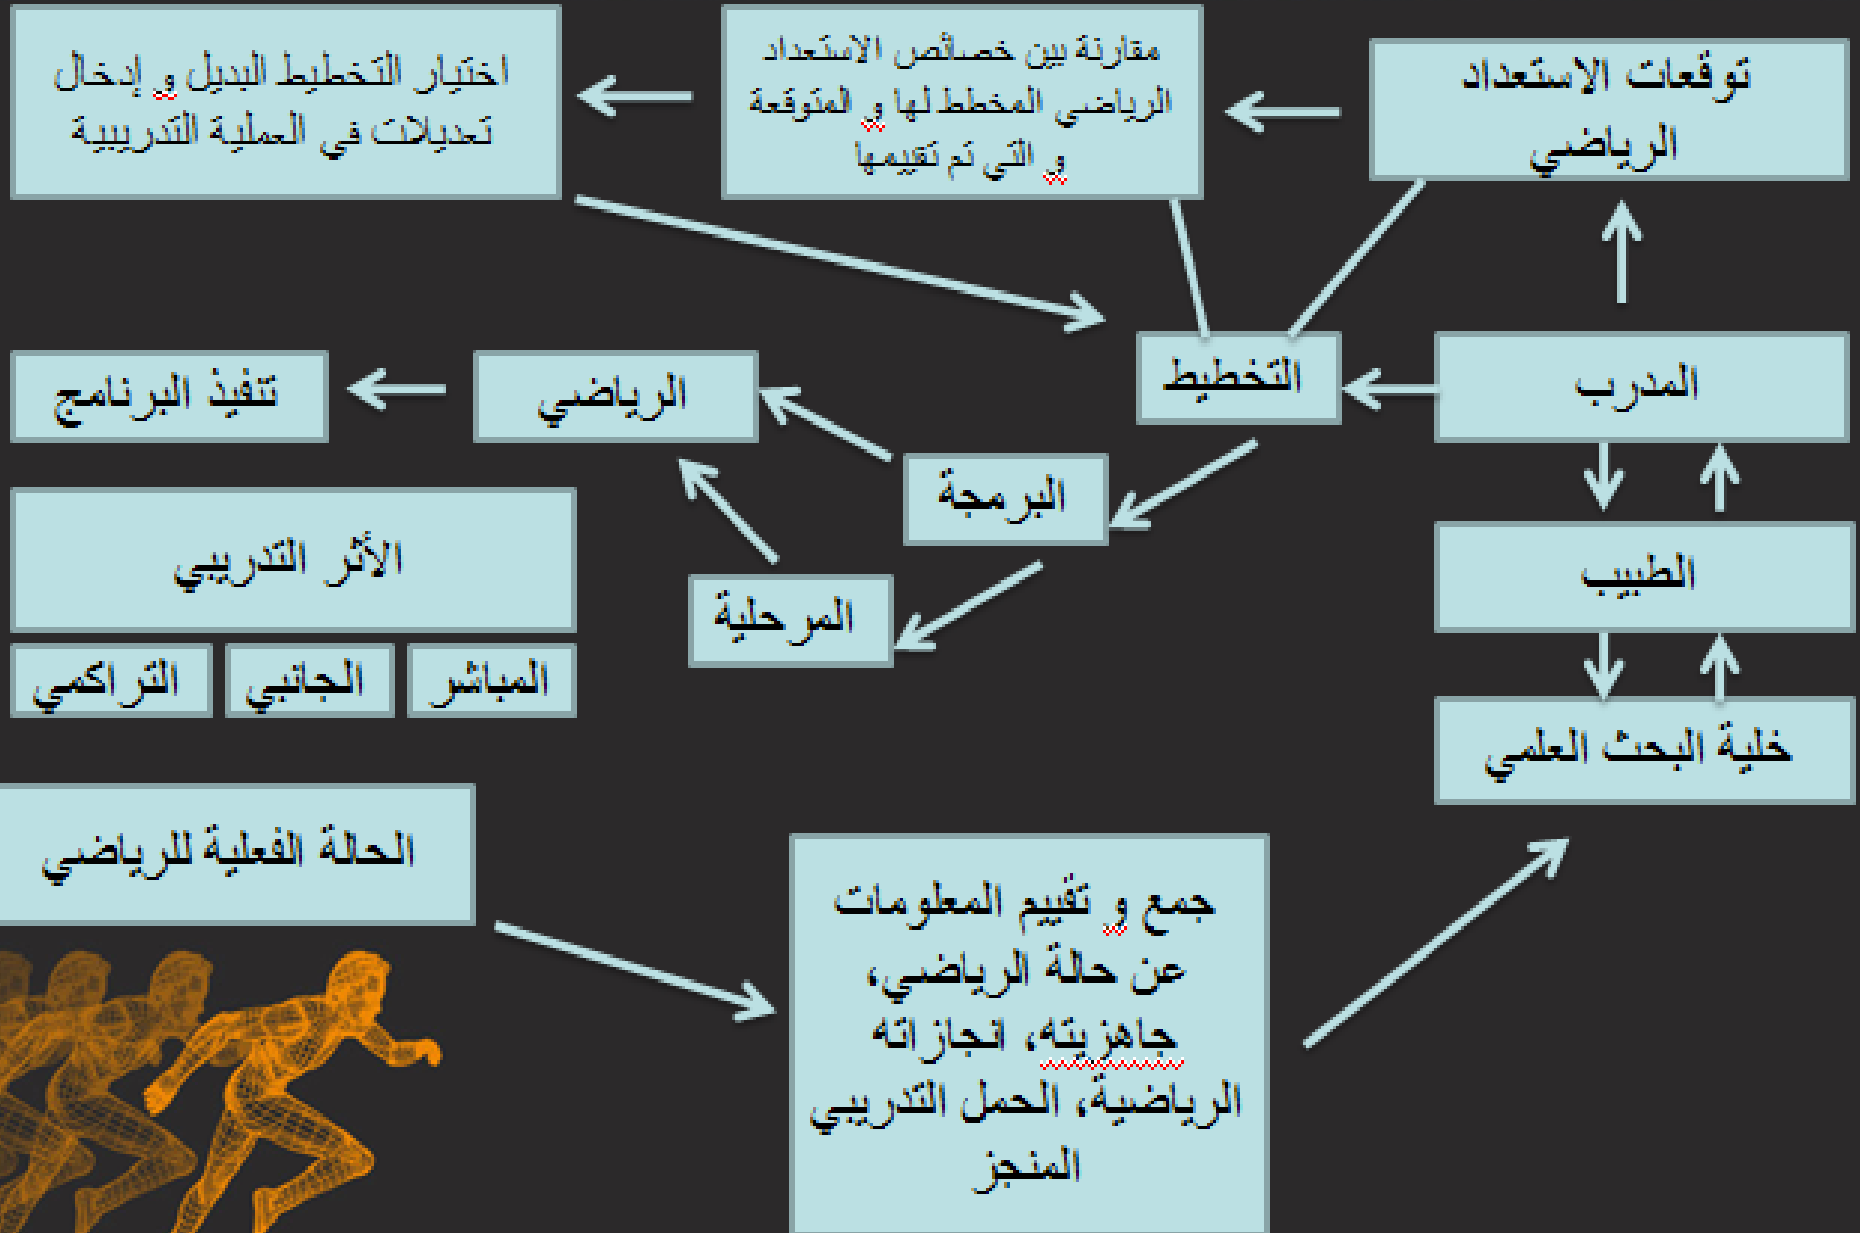 توقعات الاستعداد
الرياضي
مقارنة بين خصائص الاستعداد
الرياضي المخطط لها و المتوقعة
و التي تم تقييمها
اختيار التخطيط البديل و إدخال
تعديلات في العملية التدريبية
المدرب
التخطيط
الرياضي
تنفيذ البرنامج
البرمجة
المرحلية
الطبيب
خلية البحث العلمي
الأثر التدريبي
المباشر
الجانبي
التراكمي
الحالة الفعلية للرياضي
جمع و تقييم المعلومات
عن حالة الرياضي،
جاهزيته، انجازاته
الرياضية، الحمل التدريبي
المنجز